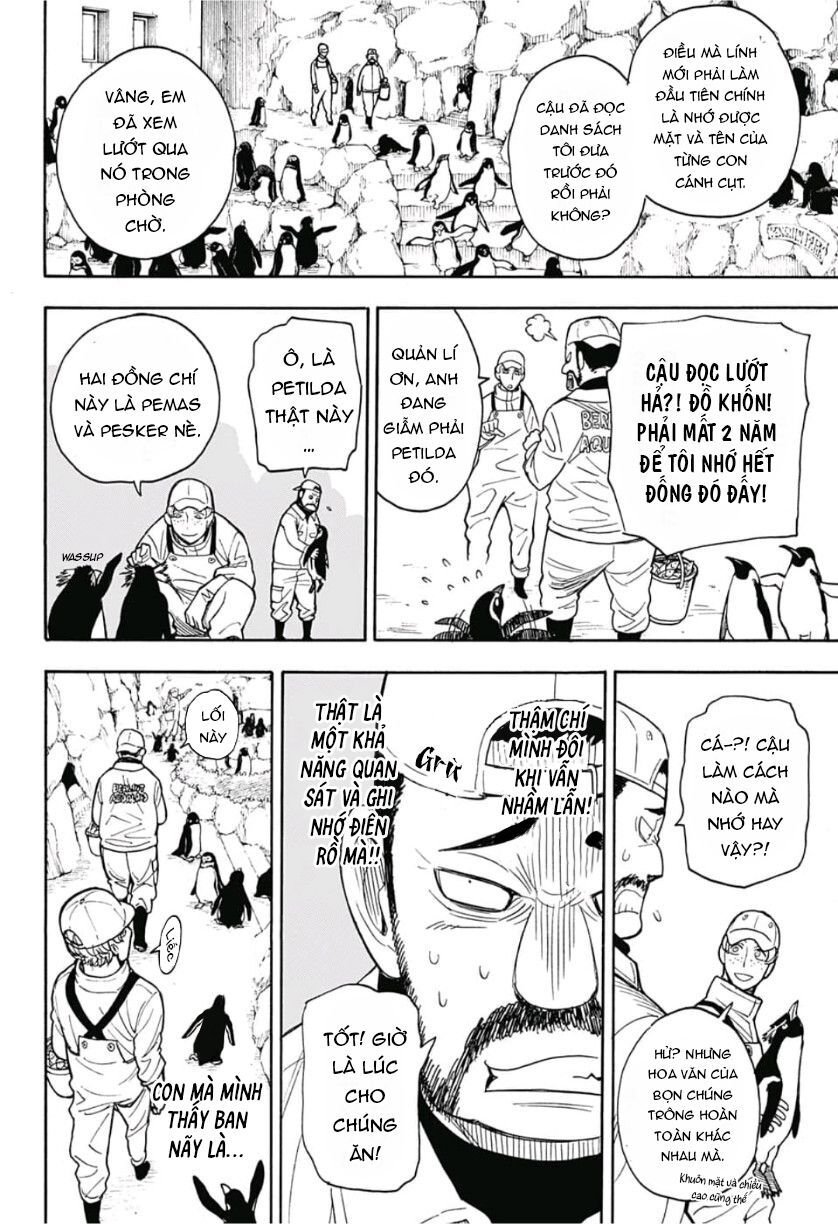 ĐIỀU MÀ LÍNH
MỚI PHẢI LÀM
ĐẦU TIÊN CHÍNH
LÀ NHỚ ĐƯỢC
MẶT VÀ TÊN CỦA
TỪNG CON
CÁNH CỤT.
CẬU ĐÃ ĐỌC
DANH SÁCH
TÔI ĐƯA
TRƯỚC ĐÓ
RỒI PHẢI
KHÔNG?
VÂNG, EM
ĐÃ XEM
LƯỚT QUA
NÓ TRONG
PHÒNG
CHỜ.
PENGUIN PARK
CẬU ĐỌC LƯỚT
HẢ?! ĐỒ KHỐN!
PHẢI MẤT 2 NĂM
ĐỂ TÔI NHỚ HẾT
ĐỐNG ĐÓ ĐẤY!
QUẢN LÍ
ƠN, ANH
ĐANG
GIẪM PHẢI
PETILDA
ĐÓ.
BERL
AQU
Ô, LÀ
PETILDA
THẬT NÀY
...
HAI ĐỒNG CHÍ
NÀY LÀ PEMAS
VÀ PESKER NÈ.
WASSUP
CÁ-?! CẬU
LÀM CÁCH
NÀO MÀ
NHỚ HAY
VẬY?!
HỬ? NHƯNG
HOA VĂN CỦA
BỌN CHÚNG
TRÔNG HOÀN
TOÀN KHÁC
NHAU MÀ.
Khuôn mặt và chiều
cao cũng thế
THẬM CHÍ
MÌNH ĐÔI
KHI VẪN
NHẦM LẪN!
Grừ
THẬT LÀ
MỘT KHẢ
NĂNG QUAN
SÁT VÀ GHI
NHỚ ĐIÊN
RỒ MÀ!!
TỐT! GIỜ
LÀ LÚC
CHO
CHÚNG
ĂN!
LỐI
NÀY
BERLINT
AQUARIUM
CON MÀ MÌNH
THẤY BAN
NÃY LÀ...